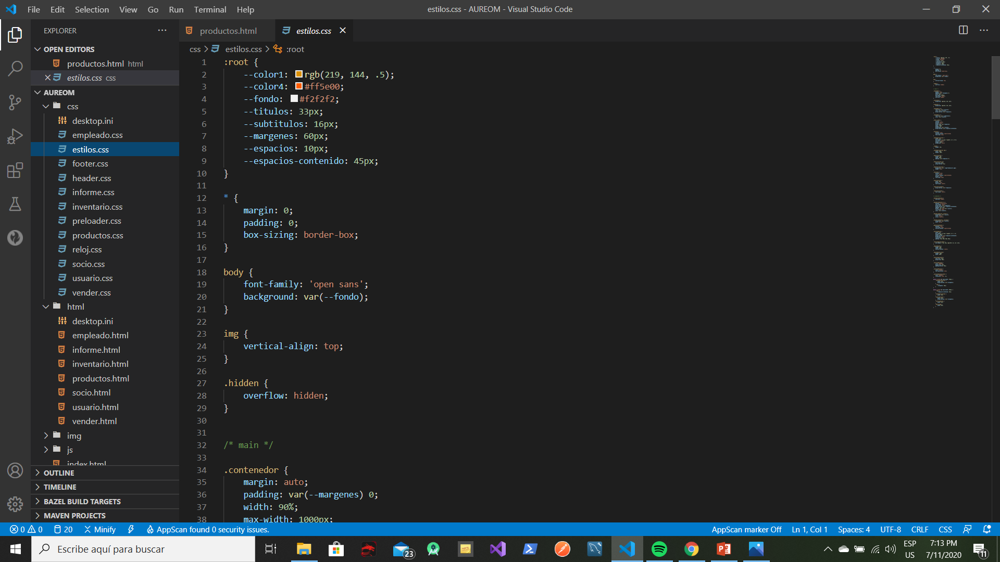 File Edit Selection View Go Run Terminal Help
estilos.css - AUREOM - Visual Studio Code
EXPLORER
OPEN EDITORS
productos.html html
estilos.css css
AUREOM
css
desktop.ini
empleado.css
estilos.css
footer.css
header.css
informe.css
inventario.css
preloader.css
productos.css
reloj.css
socio.css
usuario.css
vender.css
html
desktop.ini
empleado.html
informe.html
inventario.html
productos.html
socio.html
usuario.html
vender.html
img
js
index.html
OUTLINE
TIMELINE
BAZEL BUILD TARGETS
MAVEN PROJECTS
productos.html
estilos.css
css > estilos.css > :root
1 :root {
2 --color1: rgb(219, 144, .5);
3 --color4: #ff5e00;
4 --fondo: #f2f2f2;
5 --titulos: 33px;
6 --subtitulos: 16px;
7 --margenes: 60px;
8 --espacios: 10px;
9 --espacios-contenido: 45px;
10 }
11
12 * {
13 margin: 0;
14 padding: 0;
15 box-sizing: border-box;
16 }
17
18 body {
19 font-family: 'open sans';
20 background: var(--fondo);
21 }
22
23 img {
24 vertical-align: top;
25 }
26
27 .hidden {
28 overflow: hidden;
29 }
30
31
32 /* main */
33
34 .contenedor {
35 margin: auto;
36 padding: var(--margenes) 0;
37 width: 90%;
38 max-width: 1000px;
0 0 20 Minify AppScan found 0 security issues.
AppScan marker Off Ln 1, Col 1 Spaces: 4 UTF-8 CRLF CSS
Escribe aquí para buscar
23
ESP
US
7:13 PM
7/11/2020
11